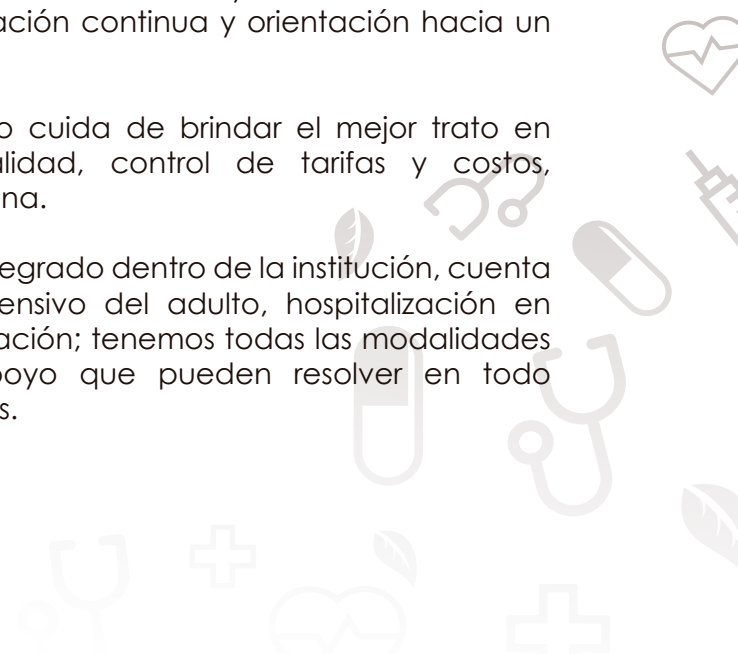 ación continua y orientación hacia un
o cuida de brindar el mejor trato en
alidad, control de tarifas y costos,
na.
egrado dentro de la institución, cuenta
ensivo del adulto, hospitalización en
ación; tenemos todas las modalidades
poyo que pueden resolver en todo
s.